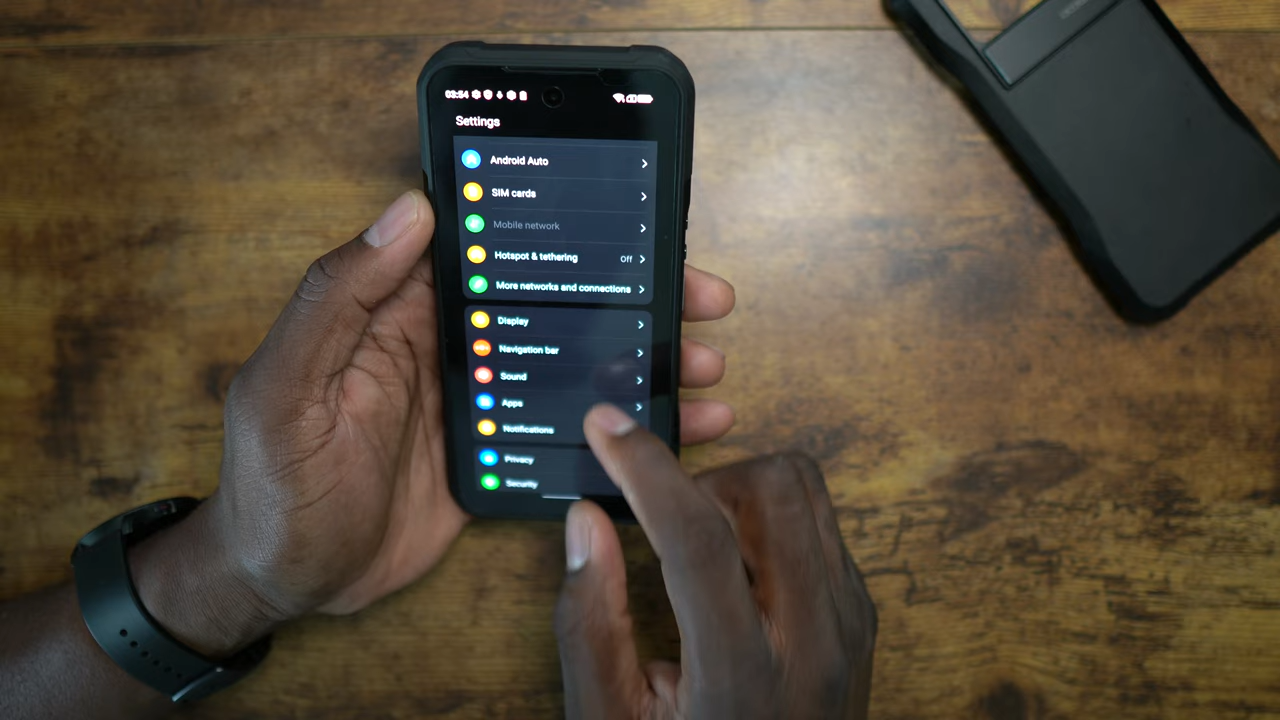 03:54
Settings
Android Auto
SIM cards
Mobile network
Hotspot & tethering Off
More networks and connections
Display
Navigation bar
Sound
Apps
Notifications
Privacy
Security